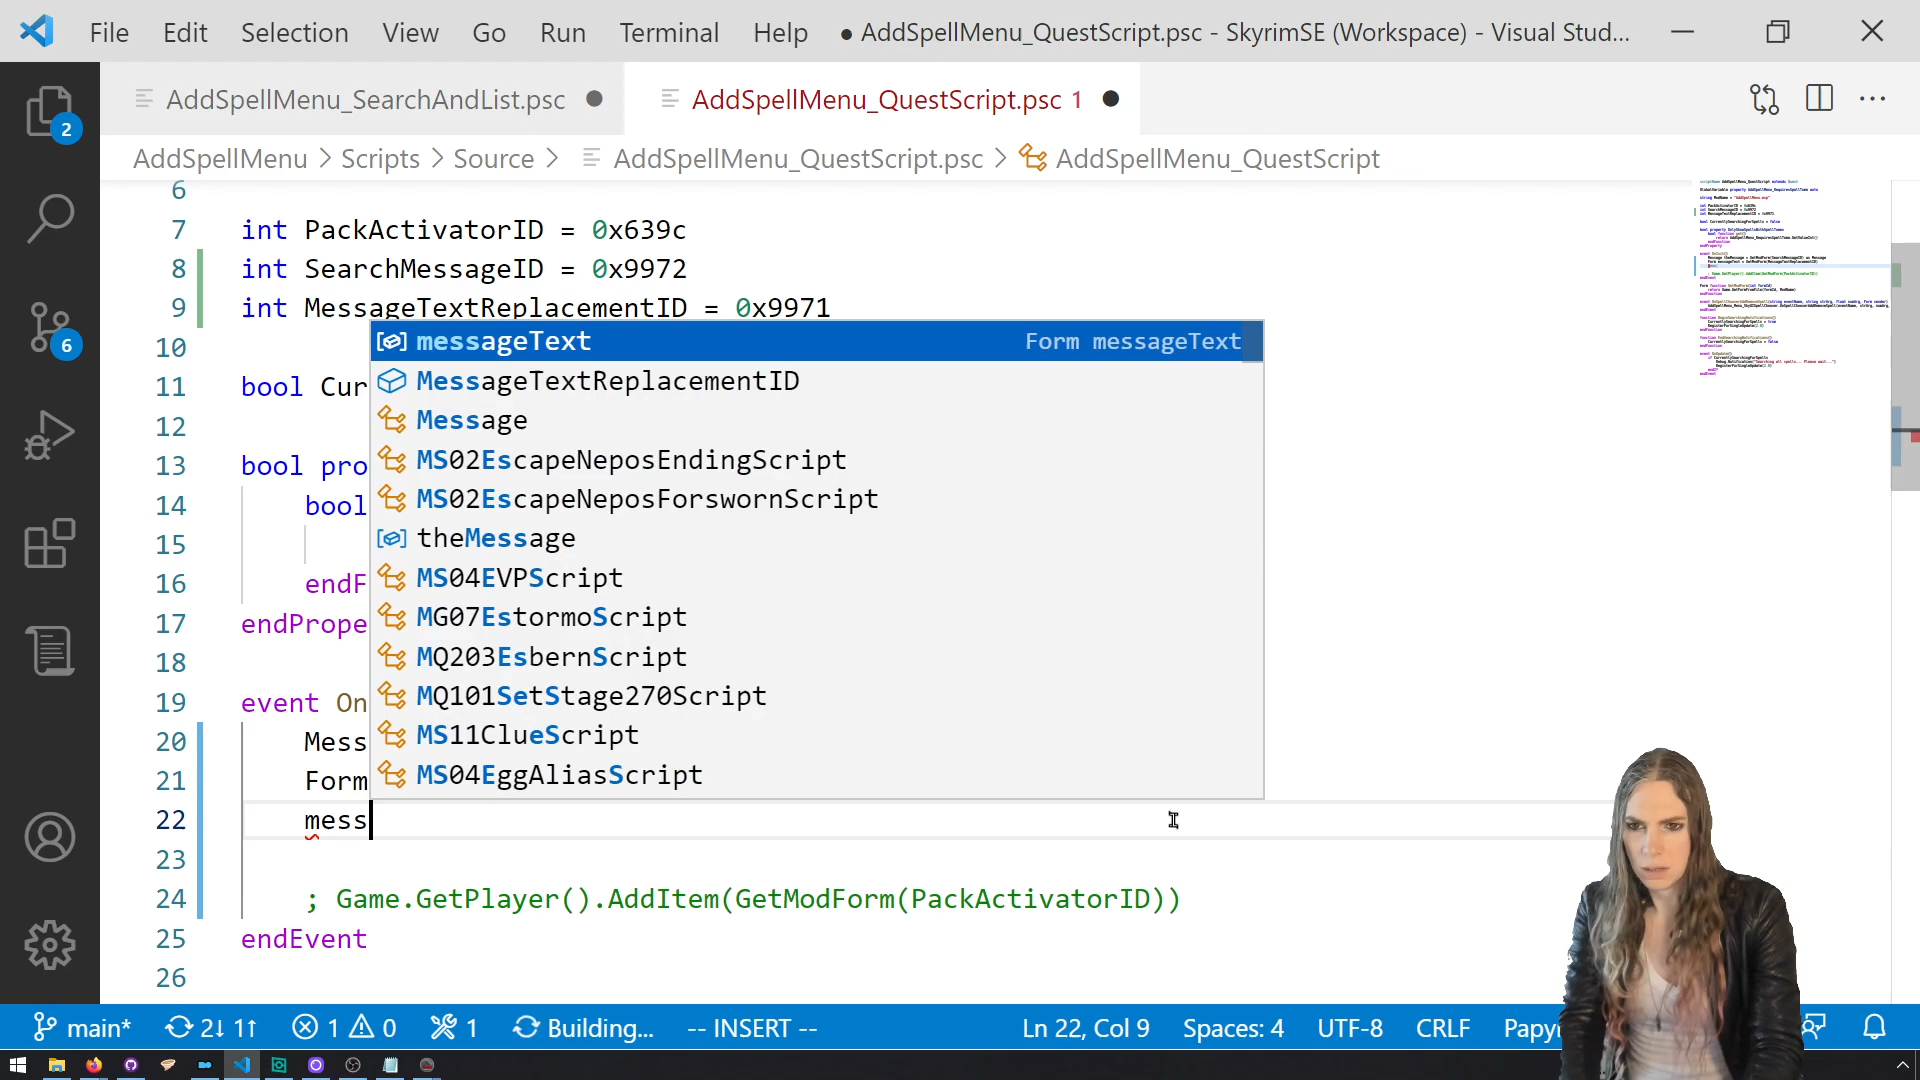 File Edit Selection View Go Run Terminal Help ● AddSpellMenu_QuestScript.psc - SkyrimSE (Workspace) - Visual Stud...
AddSpellMenu_SearchAndList.psc ● AddSpellMenu_QuestScript.psc 1 ●
AddSpellMenu > Scripts > Source > AddSpellMenu_QuestScript.psc > AddSpellMenu_QuestScript
2
6
6
7 int PackActivatorID = 0x639c
8 int SearchMessageID = 0x9972
9 int MessageTextReplacementID = 0x9971
10
11 bool Cur
12
13 bool pro
14 bool
15
16 endF
17 endPrope
18
19 event On
20 Mess
21 Form
22 mess
23
24 ; Game.GetPlayer().AddItem(GetModForm(PackActivatorID))
25 endEvent
26
messageText Form messageText
MessageTextReplacementID
Message
MS02EscapeNeposEndingScript
MS02EscapeNeposForswornScript
theMessage
MS04EVPScript
MG07EstormoScript
MQ203EsbernScript
MQ101SetStage270Script
MS11ClueScript
MS04EggAliasScript
main* 2↓ 1↑ 1 0 1 Building... -- INSERT -- Ln 22, Col 9 Spaces: 4 UTF-8 CRLF